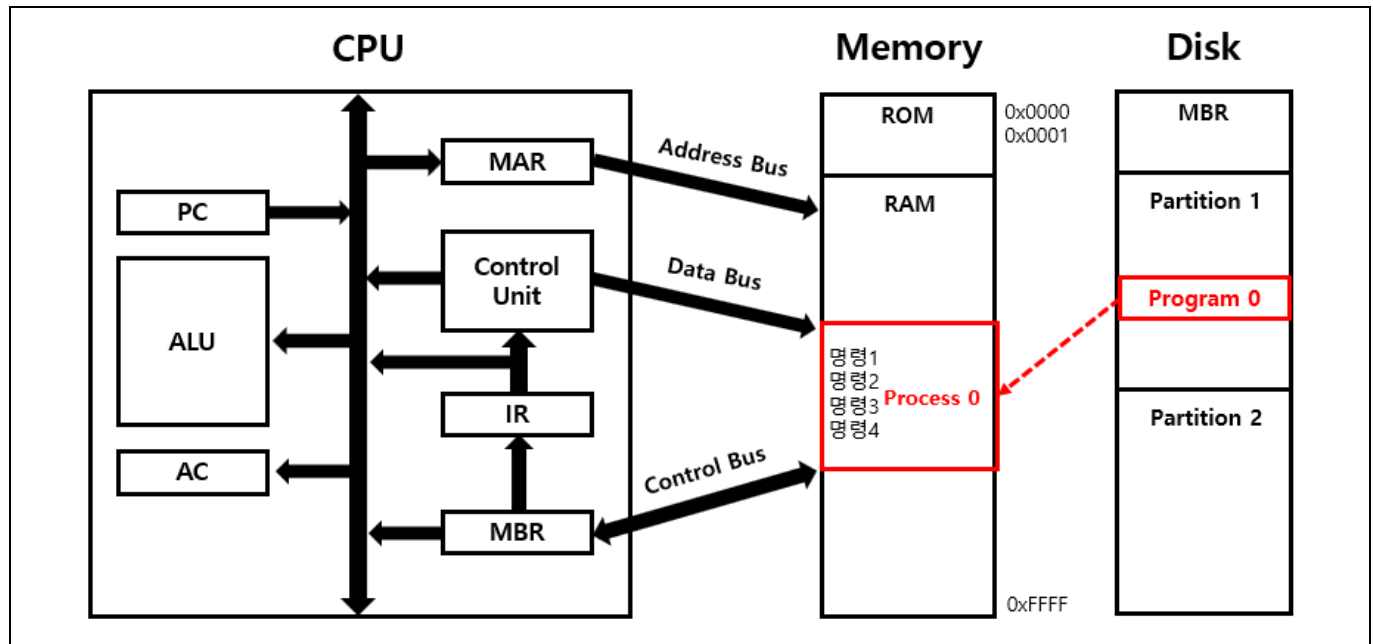 CPU
Memory
Disk
PC
ALU
AC
MAR
Control
Unit
IR
MBR
Address Bus
Data Bus
Control Bus
ROM
RAM
명령1
명령2
명령3
명령4
Process 0
0x0000
0x0001
0xFFFF
MBR
Partition 1
Program 0
Partition 2